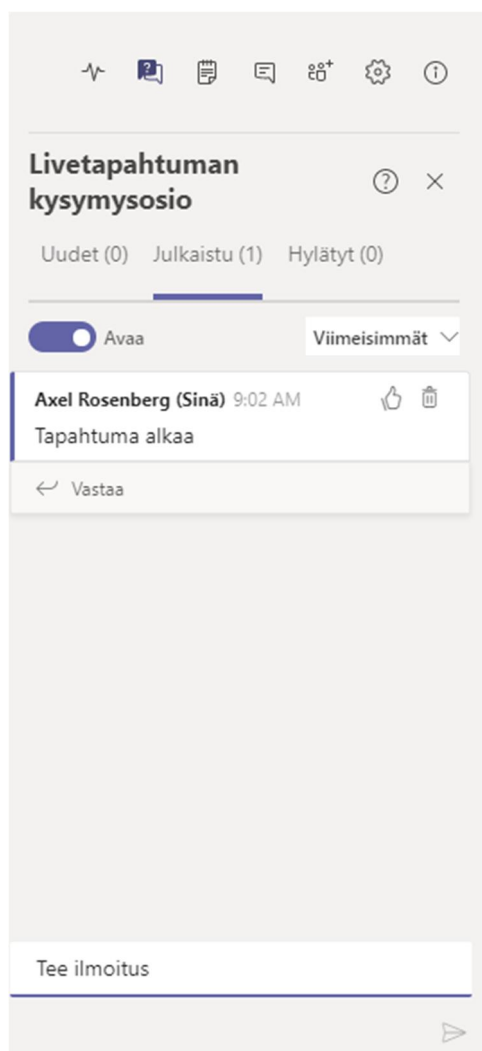 Livetapahtuman
kysymysosio
Uudet (0) Julkaistu (1) Hylätyt (0)
Avaa Viimeisimmät
Axel Rosenberg (Sinä) 9:02 AM
Tapahtuma alkaa
Vastaa
Tee ilmoitus